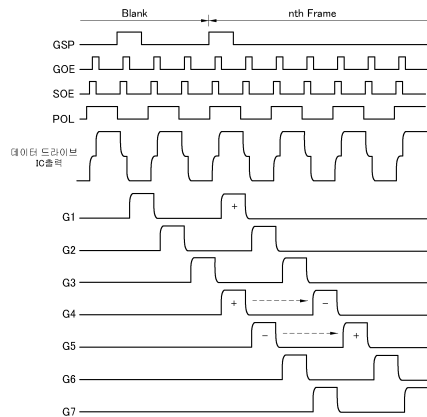 Blank
nth Frame
GSP
GOE
SOE
POL
데이터 드라이브
IC출력
G1
+
G2
G3
G4
+
-
G5
-
+
G6
G7